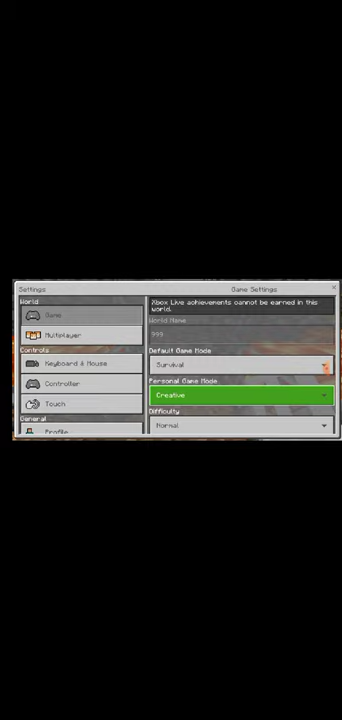 Settings
Game Settings
World
Game
Multiplayer
Controls
Keyboard & Mouse
Controller
Touch
General
Profile
Xbox Live achievements cannot be earned in this
world.
World Name
999
Default Game Mode
Survival
Personal Game Mode
Creative
Difficulty
Normal